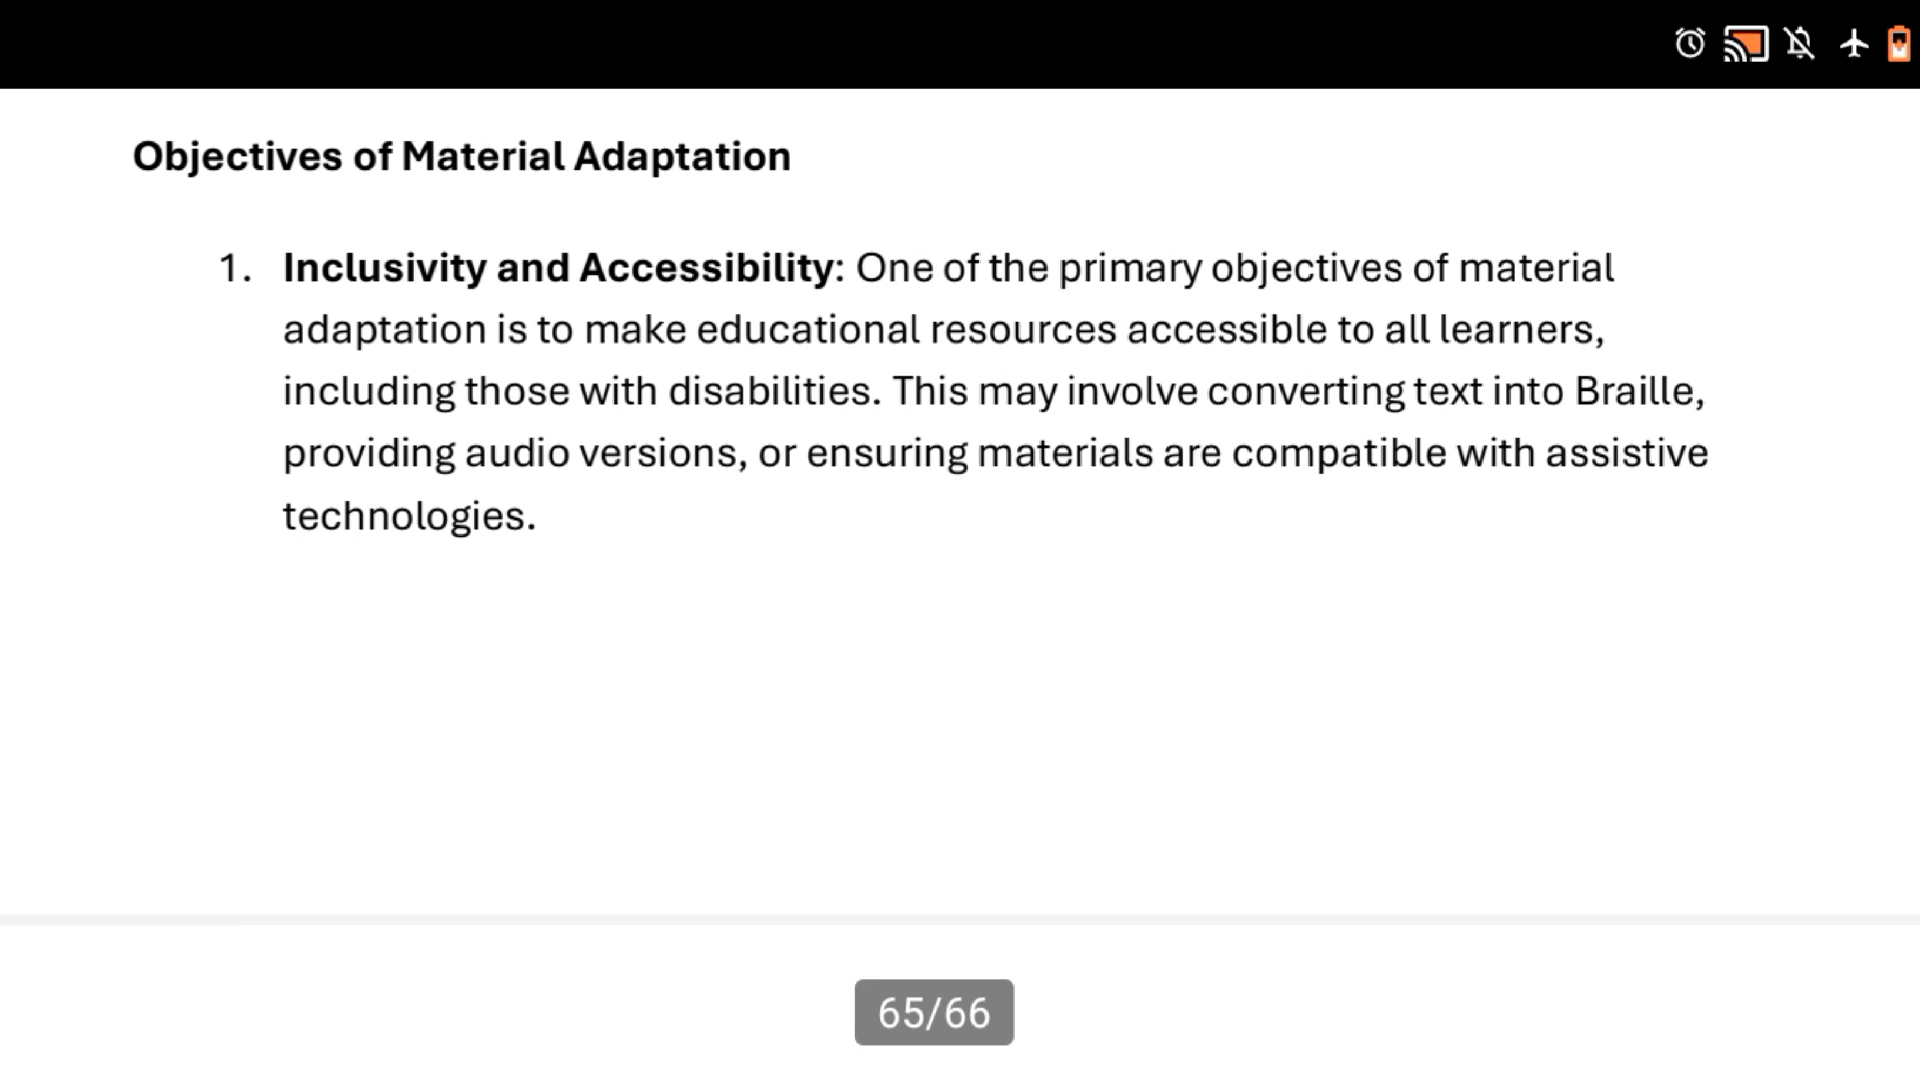 Objectives of Material Adaptation
1. Inclusivity and Accessibility: One of the primary objectives of material
adaptation is to make educational resources accessible to all learners,
including those with disabilities. This may involve converting text into Braille,
providing audio versions, or ensuring materials are compatible with assistive
technologies.
65/66